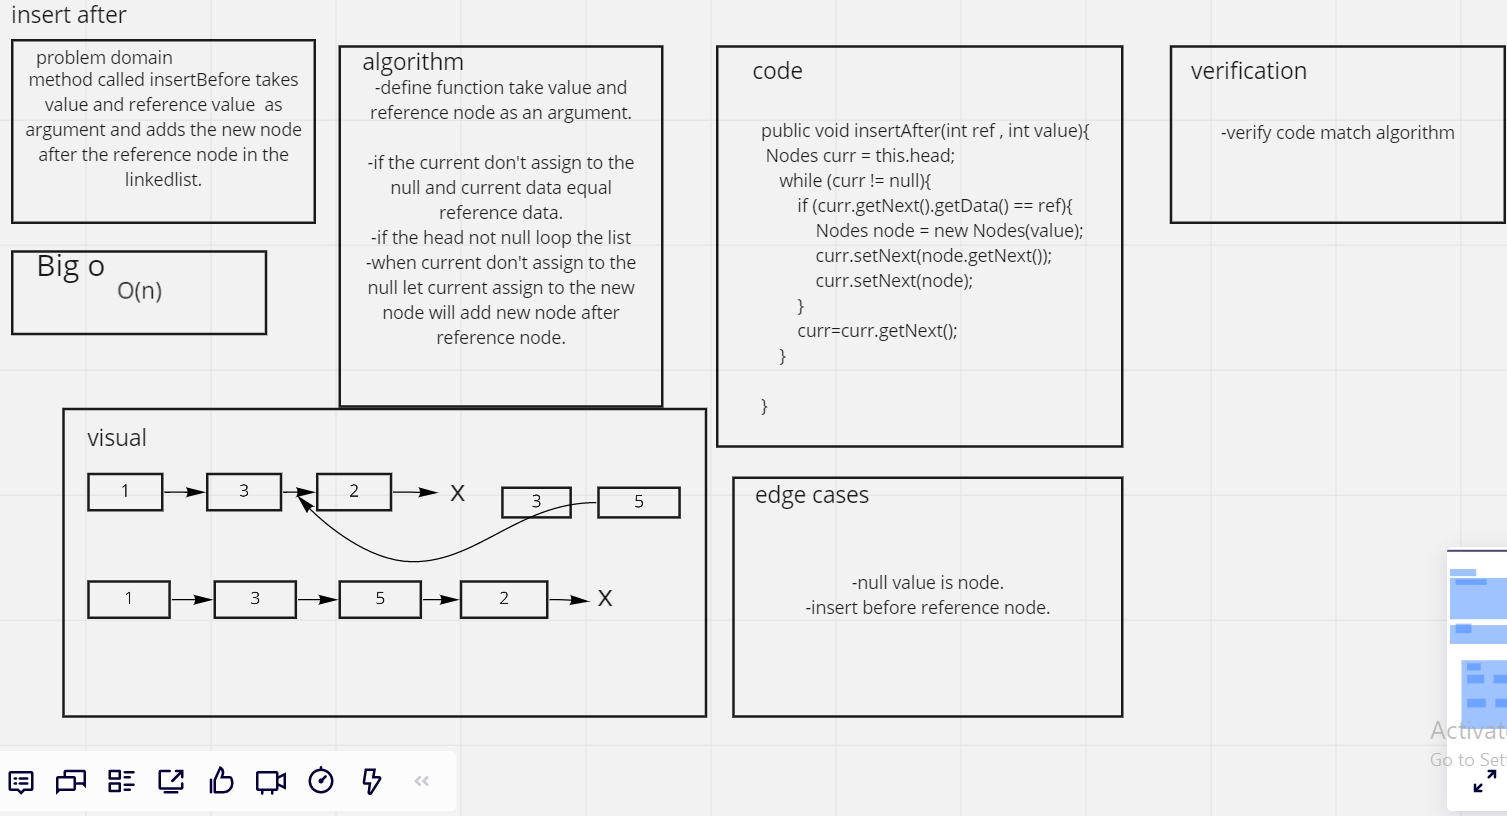 insert after
problem domain
method called insertBefore takes
value and reference value  as
argument and adds the new node
after the reference node in the
linkedlist.
Big o
O(n)
algorithm
-define function take value and
reference node as an argument.
-if the current don't assign to the
null and current data equal
reference data.
-if the head not null loop the list
-when current don't assign to the
null let current assign to the new
node will add new node after
reference node.
code
public void insertAfter(int ref , int value){
Nodes curr = this.head;
while (curr != null){
if (curr.getNext().getData() == ref){
Nodes node = new Nodes(value);
curr.setNext(node.getNext());
curr.setNext(node);
}
curr=curr.getNext();
}
}
verification
-verify code match algorithm
visual
1 3 2 X 3 5
1 3 5 2 X
edge cases
-null value is node.
-insert before reference node.
Activat
Go to Set